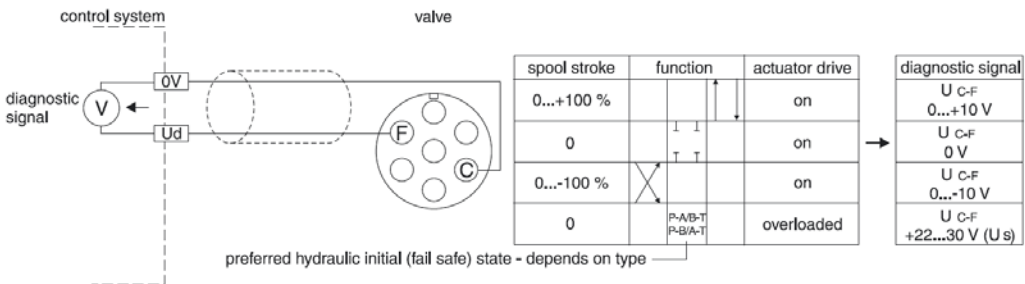 control system
valve
0V
diagnostic signal
V
Ud
F
C
spool stroke function actuator drive
0...+100 % on
0 on
0...-100 % on
0 P-A/B-T P-B/A-T overloaded
diagnostic signal
U C-F
0...+10 V
U C-F
0 V
U C-F
0...-10 V
U C-F
+22...30 V (U s)
preferred hydraulic initial (fail safe) state - depends on type